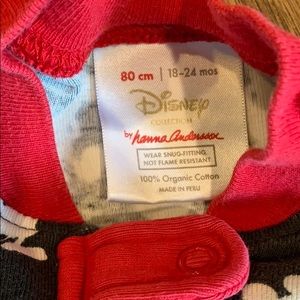 80 cm | 18-24 mos
Disney
COLLECTION
by hanna andersson
WEAR SNUG-FITTING,
NOT FLAME RESISTANT
100% Organic Cotton
MADE IN PERU